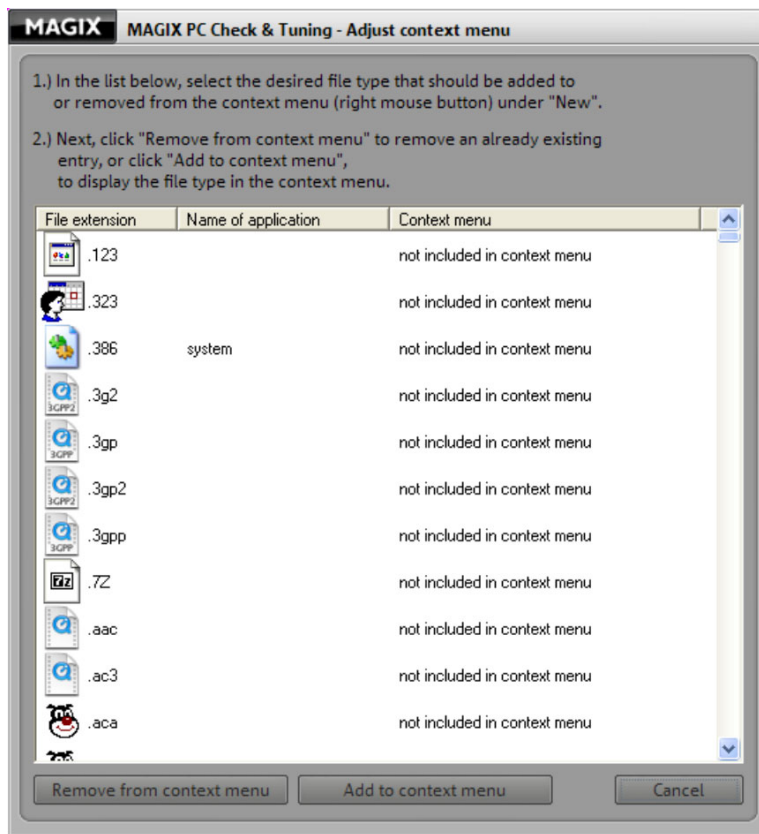 MAGIX MAGIX PC Check & Tuning - Adjust context menu
1.) In the list below, select the desired file type that should be added to
or removed from the context menu (right mouse button) under "New".
2.) Next, click "Remove from context menu" to remove an already existing
entry, or click "Add to context menu",
to display the file type in the context menu.
File extension Name of application Context menu
.123 not included in context menu
.323 not included in context menu
.386 system not included in context menu
3GPP2 .3g2 not included in context menu
3GPP .3gp not included in context menu
3GPP2 .3gp2 not included in context menu
3GPP .3gpp not included in context menu
7z .7Z not included in context menu
.aac not included in context menu
.ac3 not included in context menu
.aca not included in context menu
Remove from context menu Add to context menu Cancel